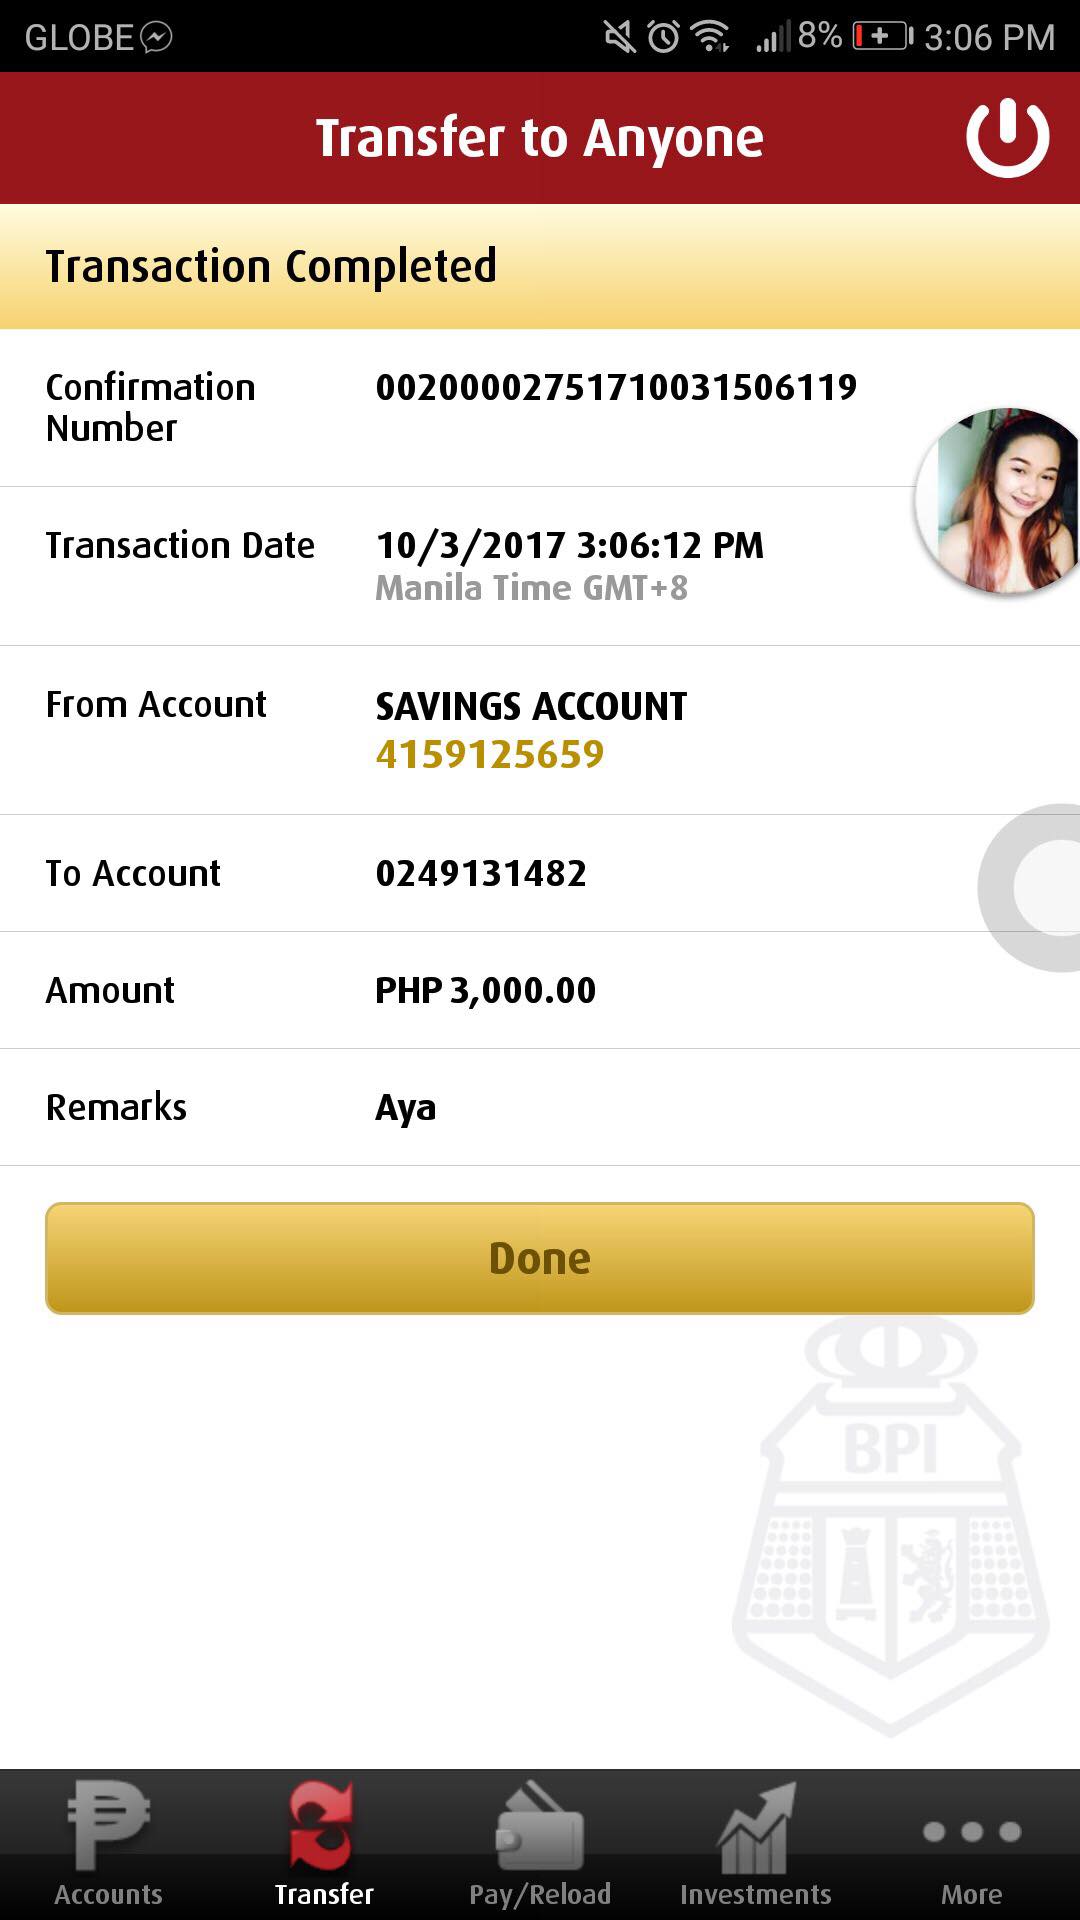 GLOBE 8% 3:06 PM
Transfer to Anyone
Transaction Completed
Confirmation Number 00200002751710031506119
Transaction Date 10/3/2017 3:06:12 PM
Manila Time GMT+8
From Account SAVINGS ACCOUNT
4159125659
To Account 0249131482
Amount PHP 3,000.00
Remarks Aya
Done
BPI
Accounts Transfer Pay/Reload Investments More